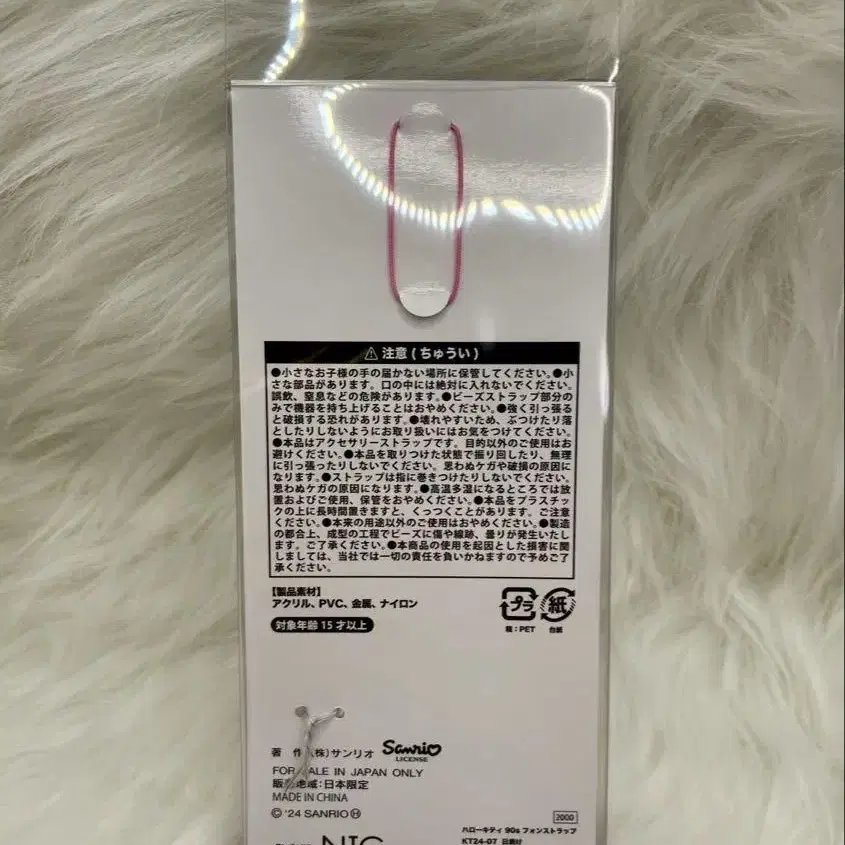 ⚠ 注意 ( ちゅうい )
●小さなお子様の手の届かない場所に保管してください。●小
さな部品があります。口の中には絶対に入れないでください。
誤飲、窒息などの危険があります。●ビーズストラップ部分の
みで機器を持ち上げることはおやめください。●強く引っ張る
と破損する恐れがあります。●壊れやすいため、ぶつけたり落
としたりしないようにお取り扱いにはお気をつけてください。
●本品はアクセサリーストラップです。目的以外のご使用はお
避けください。●本品を取りつけた状態で振り回したり、無理
に引っ張ったりしないでください。思わぬケガや破損の原因に
なります。●ストラップは指に巻きつけたりしないでください。
思わぬケガの原因になります。●高温多湿になるところでは放
置およびご使用、保管をおやめください。●本品をプラスチッ
クの上に長時間置きますと、くっつくことがあります。ご注意
ください。●本来の用途以外のご使用はおやめください。●製造
の都合上、成型の工程でビーズに傷や線跡、曇りが発生いたし
ます。ご了承ください。●本商品の使用を起因とした損害に関
しましては、当社では一切の責任を負いかねますので予めご了
承ください。
【製品素材】
アクリル、PVC、金属、ナイロン
対象年齢 15 才以上
プラ 紙
袋：PET 台紙
著 作 (株) サンリオ Sanrio
LICENSE
FOR SALE IN JAPAN ONLY
販売地域：日本限定
MADE IN CHINA
© '24 SANRIO Ⓗ
2000
ハローキティ 90s フォンストラップ
KT24-07 日焼け